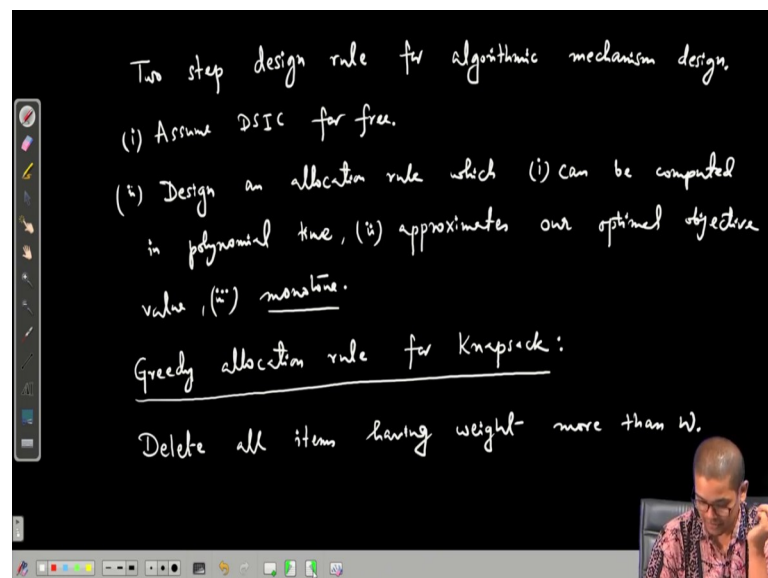 Two step design rule for algorithmic mechanism design.
(i) Assume DSIC for free.
(ii) Design an allocation rule which (i) can be computed
in polynomial time, (ii) approximates our optimal objective
value, (iii) monotone.
Greedy allocation rule for Knapsack:
Delete all items having weight more than W.